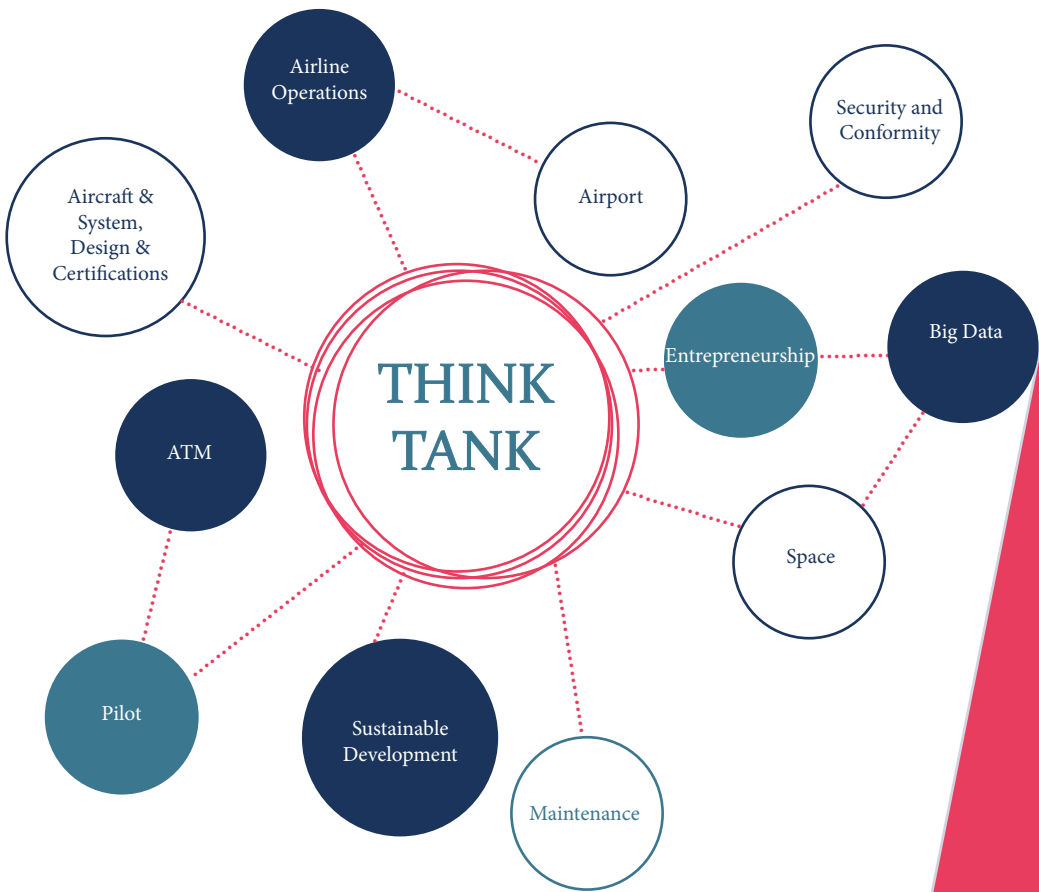 Airline
Operations
Security and
Conformity
Airport
Aircraft &
System,
Design &
Certifications
Entrepreneurship
Big Data
THINK
TANK
ATM
Space
Pilot
Sustainable
Development
Maintenance